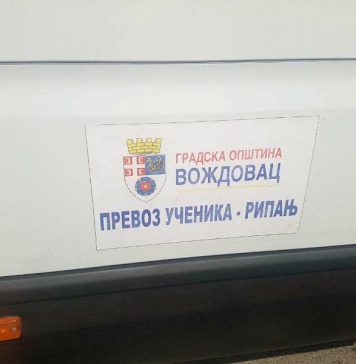 ГРАДСКА ОПШТИНА
ВОЖДОВАЦ
ПРЕВОЗ УЧЕНИКА - РИПАЊ